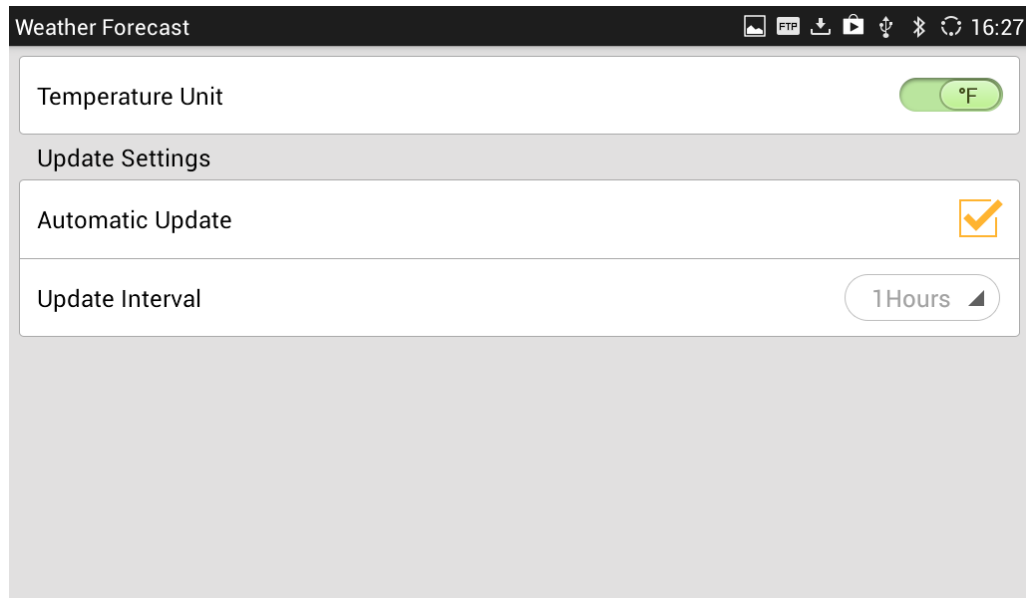 Weather Forecast FTP 16:27
Temperature Unit °F
Update Settings
Automatic Update
Update Interval 1Hours